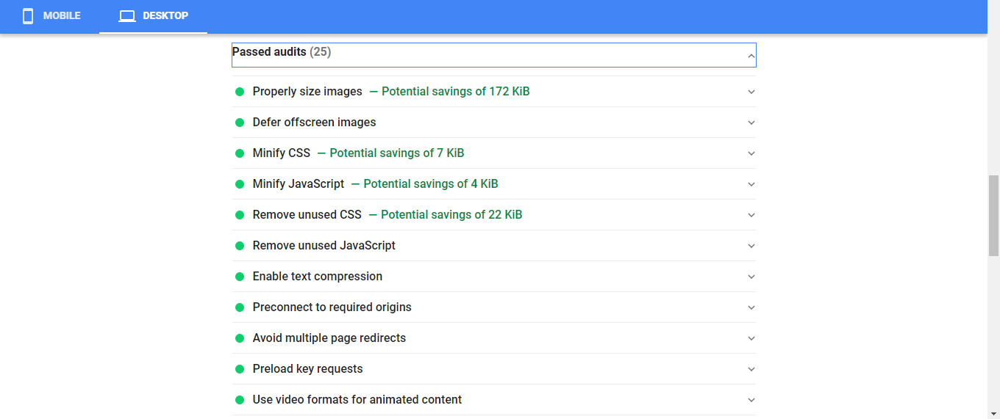 MOBILE
DESKTOP
Passed audits (25)
Properly size images — Potential savings of 172 KiB
Defer offscreen images
Minify CSS — Potential savings of 7 KiB
Minify JavaScript — Potential savings of 4 KiB
Remove unused CSS — Potential savings of 22 KiB
Remove unused JavaScript
Enable text compression
Preconnect to required origins
Avoid multiple page redirects
Preload key requests
Use video formats for animated content